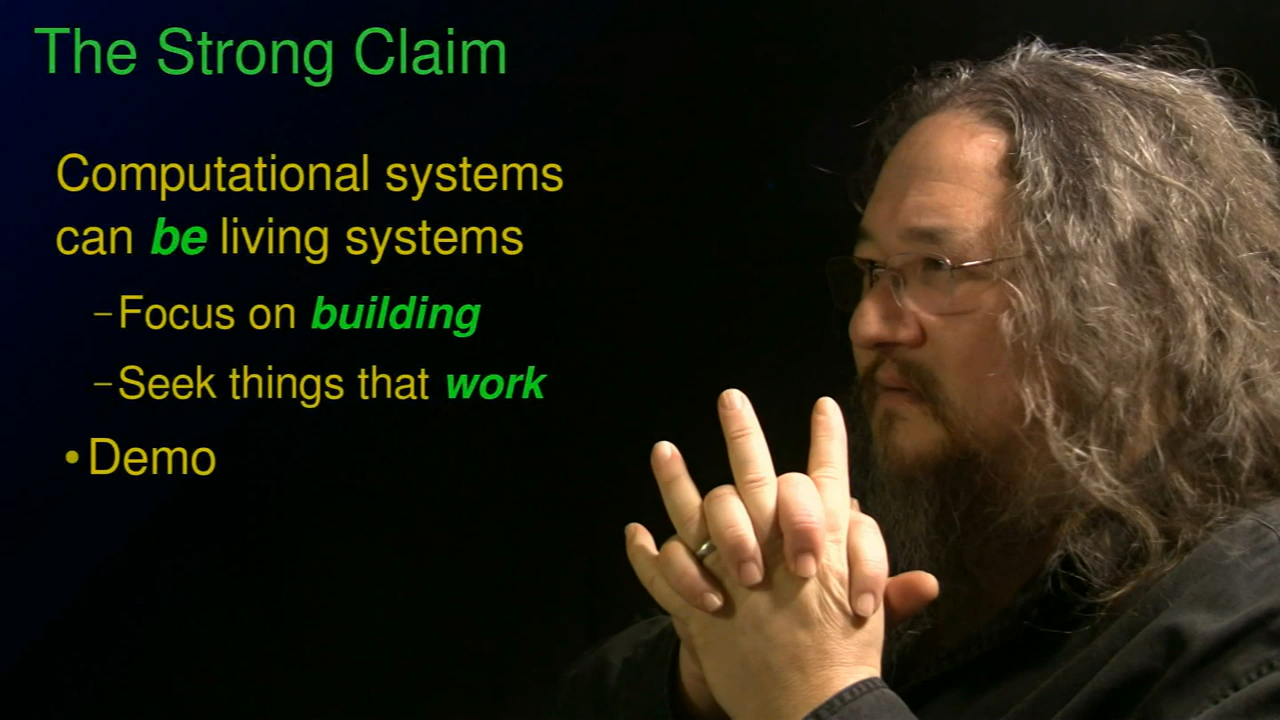 The Strong Claim
Computational systems
can be living systems
–Focus on building
–Seek things that work
•Demo